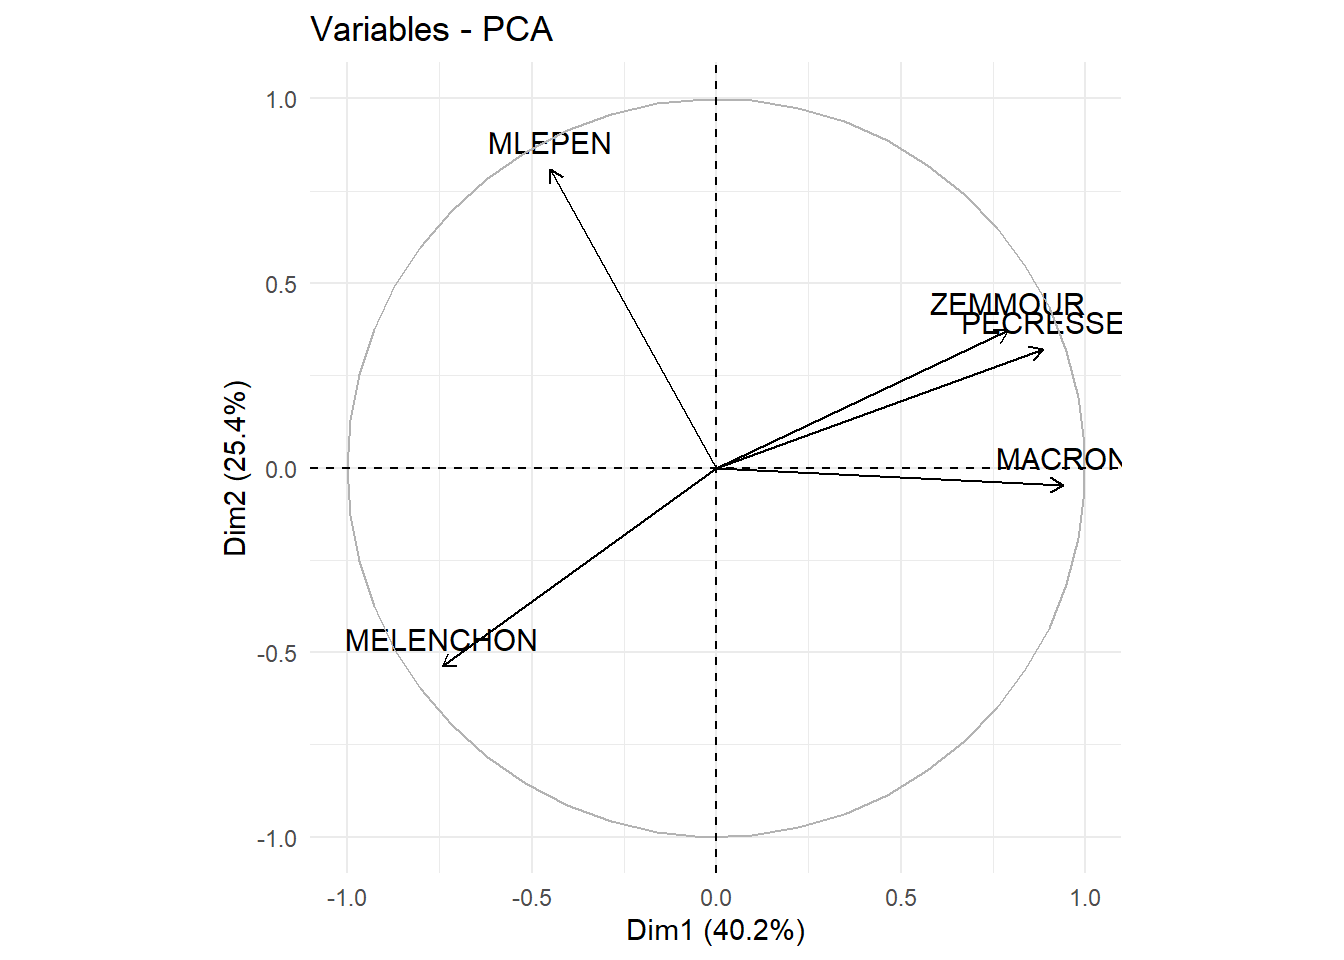 Variables - PCA
1.0
MLEPEN
0.5
ZEMMOUR
PECRESSE
Dim2 (25.4%)
0.0
MACRON
-0.5
MELENCHON
-1.0
-1.0
-0.5
0.0
0.5
1.0
Dim1 (40.2%)